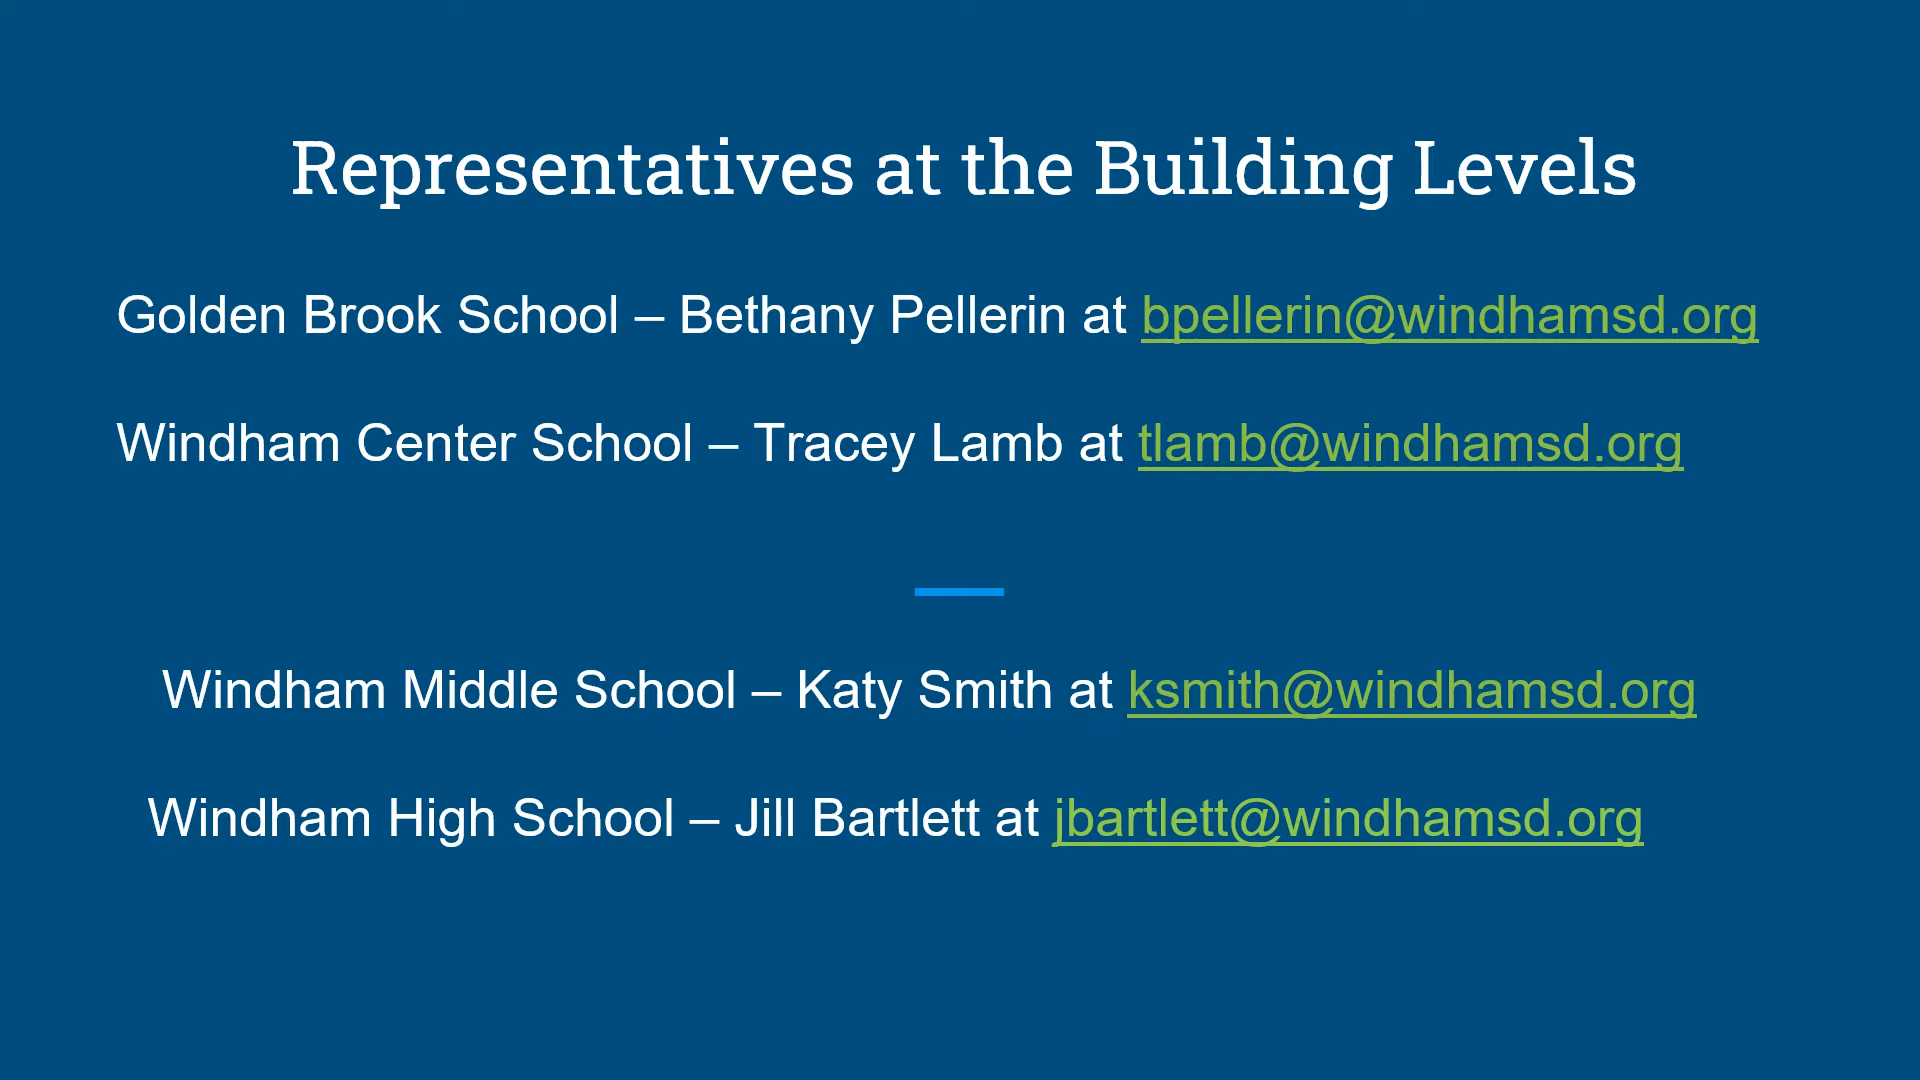 Representatives at the Building Levels
Golden Brook School – Bethany Pellerin at bpellerin@windhamsd.org
Windham Center School – Tracey Lamb at tlamb@windhamsd.org
Windham Middle School – Katy Smith at ksmith@windhamsd.org
Windham High School – Jill Bartlett at jbartlett@windhamsd.org